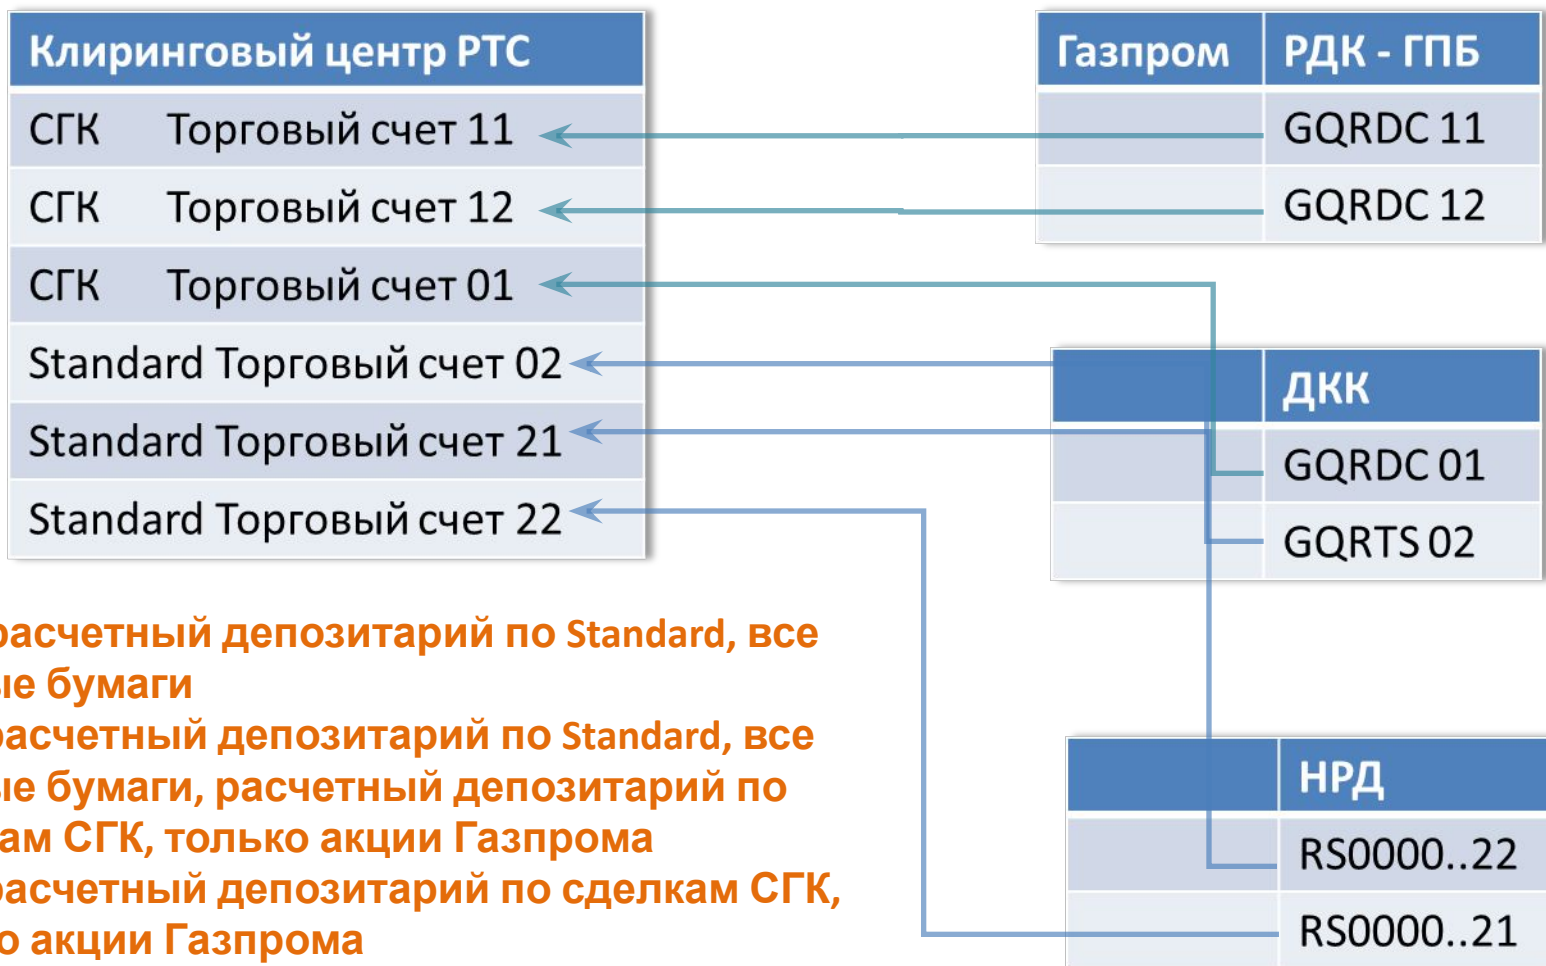 Клиринговый центр РТС
СГК Торговый счет 11
СГК Торговый счет 12
СГК Торговый счет 01
Standard Торговый счет 02
Standard Торговый счет 21
Standard Торговый счет 22
Газпром РДК - ГПБ
GQRDC 11
GQRDC 12
ДКК
GQRDC 01
GQRTS 02
НРД
RS0000..22
RS0000..21
расчетный депозитарий по Standard, все
бумаги
расчетный депозитарий по Standard, все
бумаги, расчетный депозитарий по
СГК, только акции Газпрома
расчетный депозитарий по сделкам СГК,
акции Газпрома